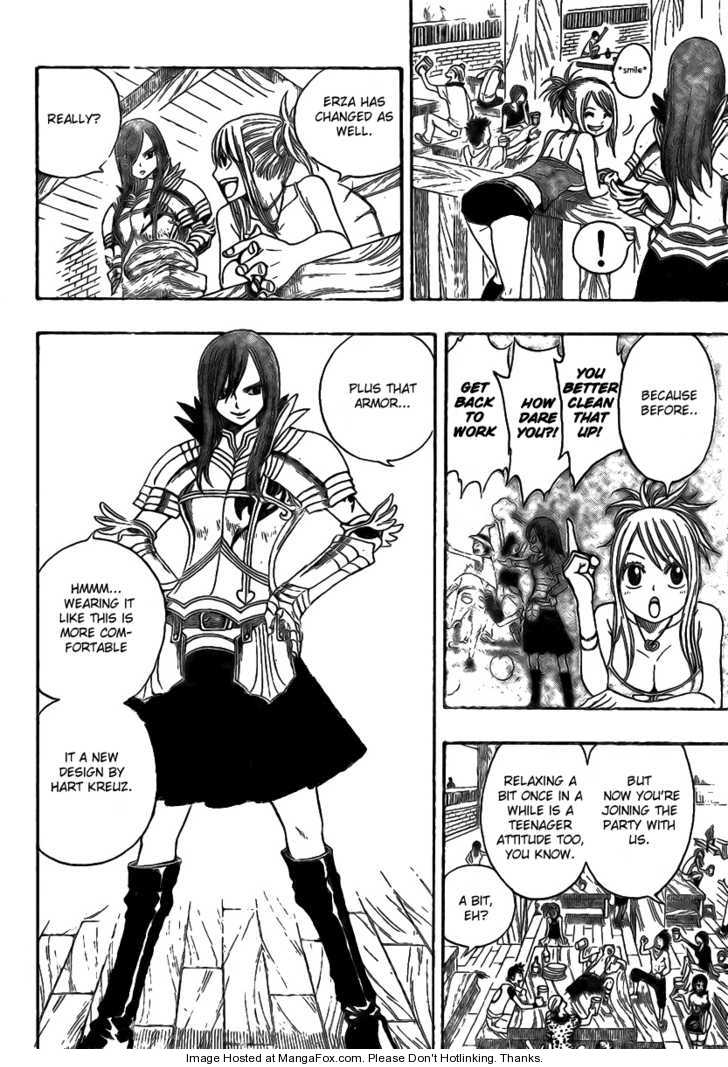 *smile*
!
ERZA HAS
CHANGED AS
WELL.
REALLY?
BECAUSE
BEFORE..
YOU
BETTER
CLEAN
THAT
UP!
HOW
DARE
YOU?!
GET
BACK
TO
WORK
PLUS THAT
ARMOR...
HMMM...
WEARING IT
LIKE THIS IS
MORE COM-
FORTABLE
IT A NEW
DESIGN BY
HART KREUZ.
BUT
NOW YOU'RE
JOINING THE
PARTY WITH
US.
RELAXING A
BIT ONCE IN A
WHILE IS A
TEENAGER
ATTITUDE TOO,
YOU KNOW.
A BIT,
EH?
Image Hosted at MangaFox.com. Please Don't Hotlinking. Thanks.